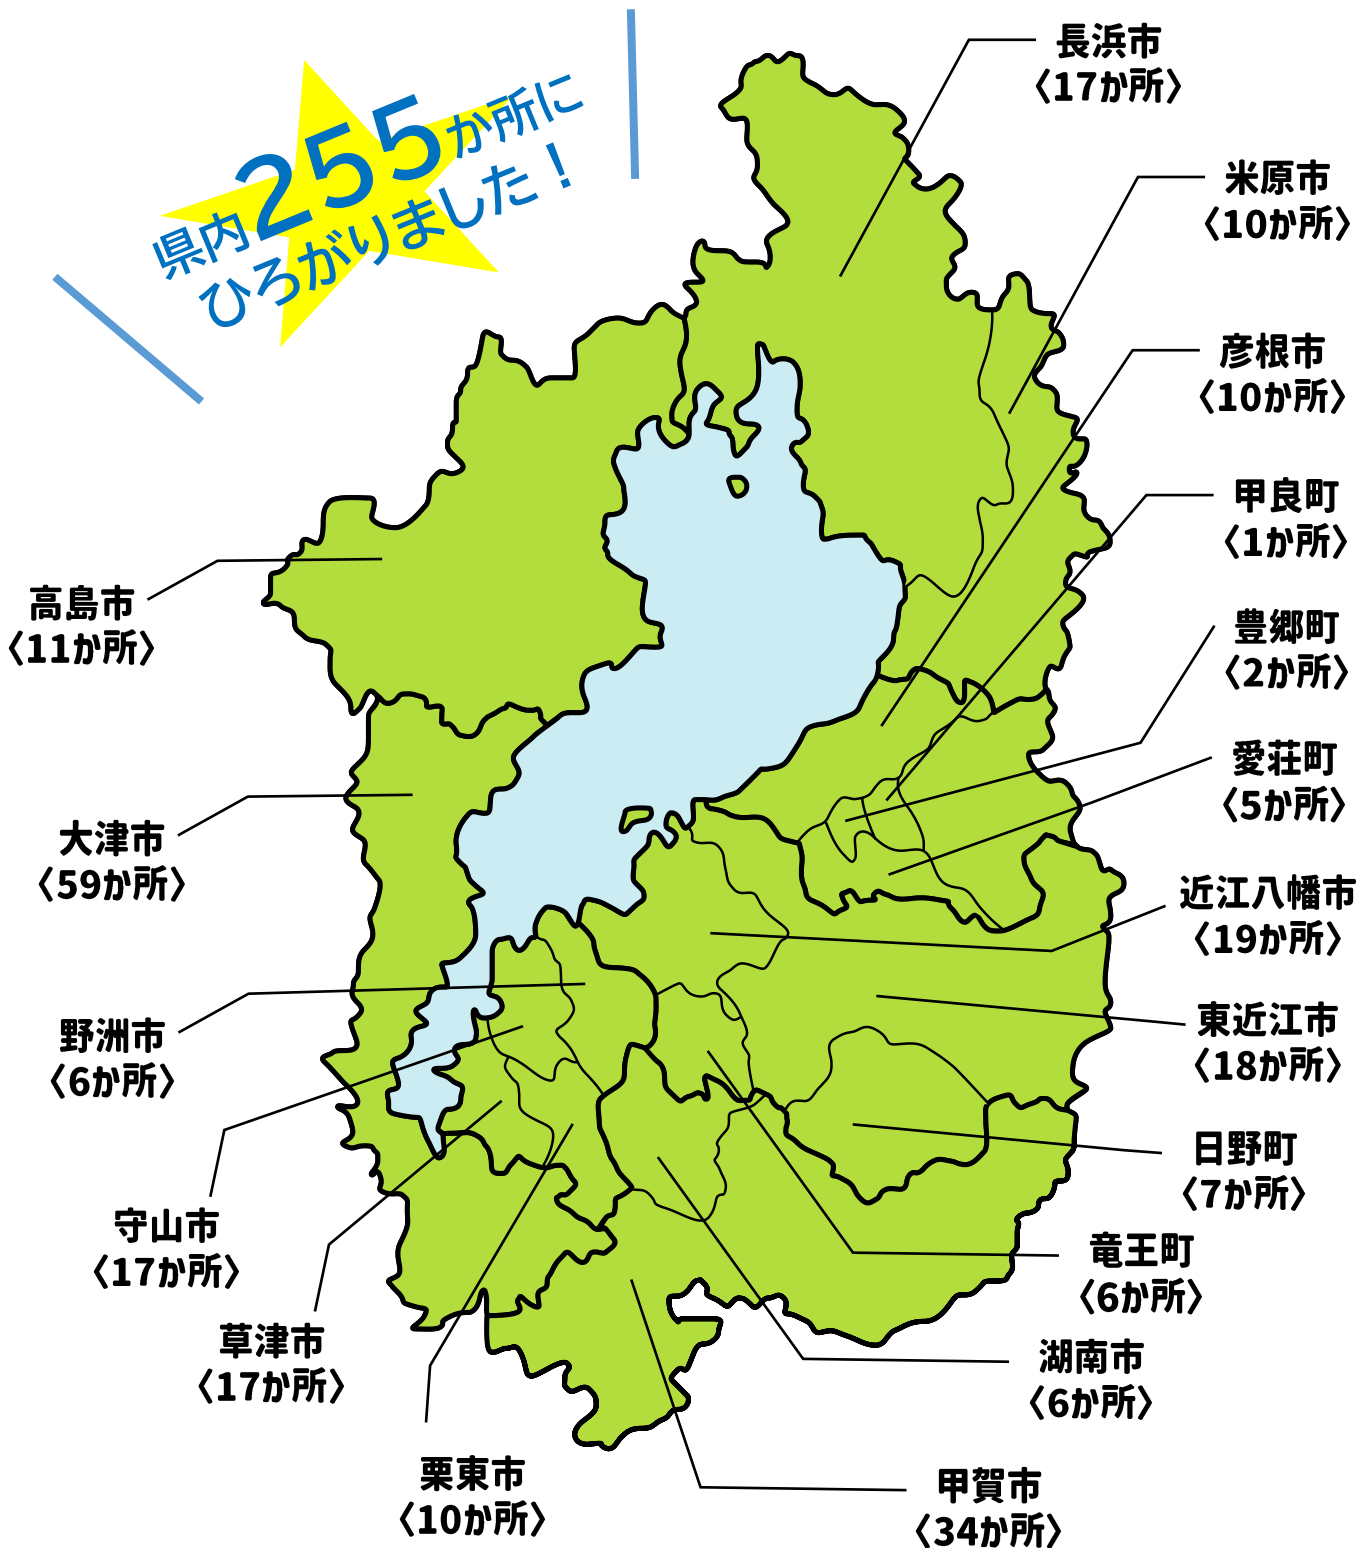 県内255か所に
ひろがりました！
長浜市
〈17か所〉
米原市
〈10か所〉
彦根市
〈10か所〉
甲良町
〈1か所〉
豊郷町
〈2か所〉
愛荘町
〈5か所〉
近江八幡市
〈19か所〉
東近江市
〈18か所〉
日野町
〈7か所〉
竜王町
〈6か所〉
湖南市
〈6か所〉
甲賀市
〈34か所〉
高島市
〈11か所〉
大津市
〈59か所〉
野洲市
〈6か所〉
守山市
〈17か所〉
草津市
〈17か所〉
栗東市
〈10か所〉